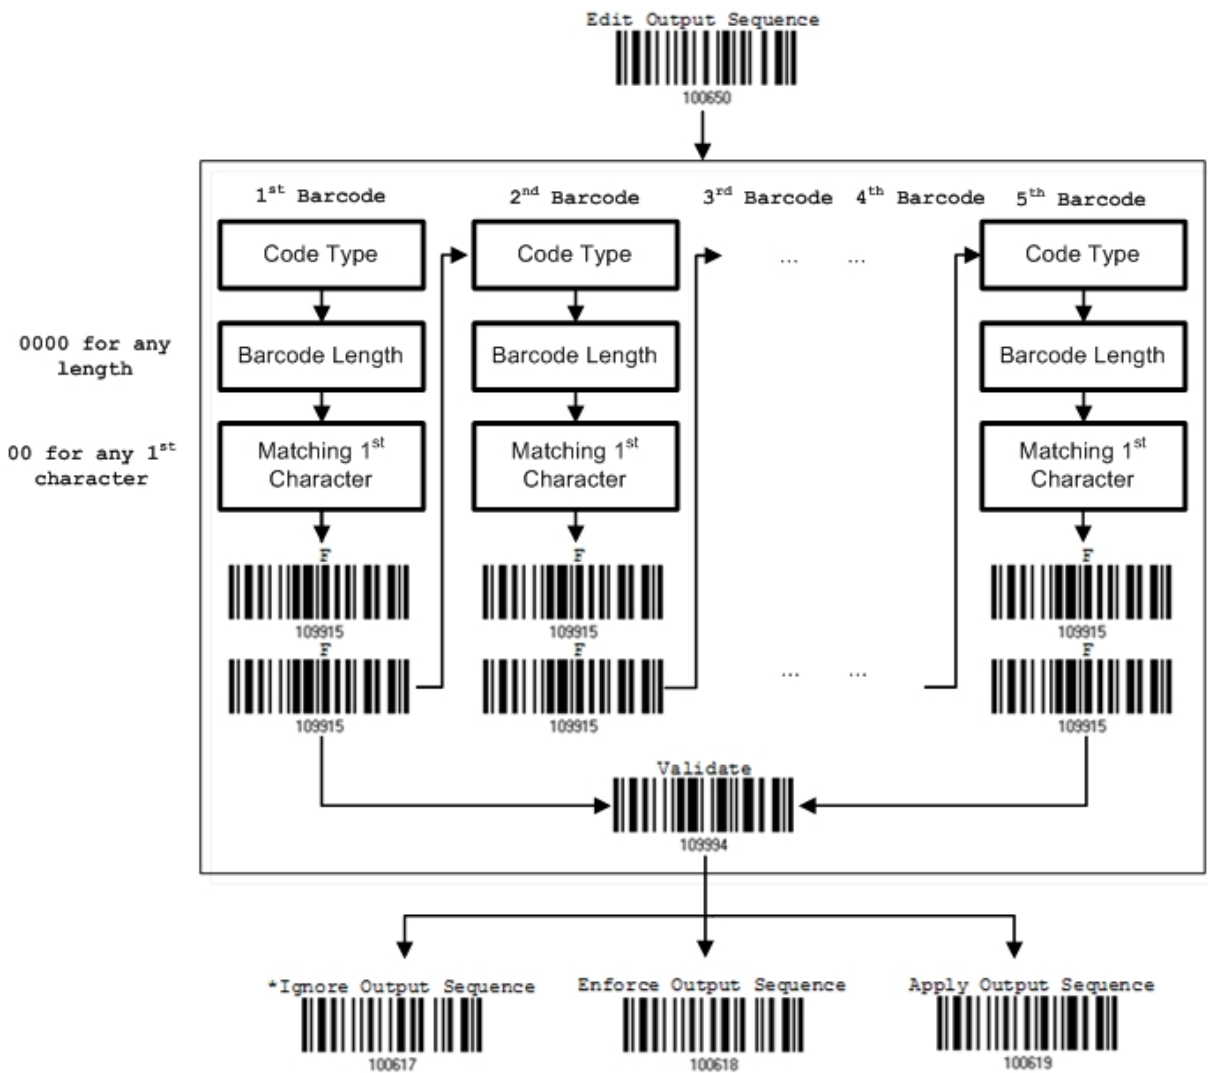 Edit Output Sequence
100650
1st Barcode 2nd Barcode 3rd Barcode 4th Barcode 5th Barcode
Code Type Code Type ... ... Code Type
0000 for any
length
Barcode Length Barcode Length Barcode Length
00 for any 1st
character
Matching 1st
Character
Matching 1st
Character
Matching 1st
Character
109915 109915 109915
... ...
109915 109915 109915
Validate
109994
*Ignore Output Sequence Enforce Output Sequence Apply Output Sequence
100617 100618 100619